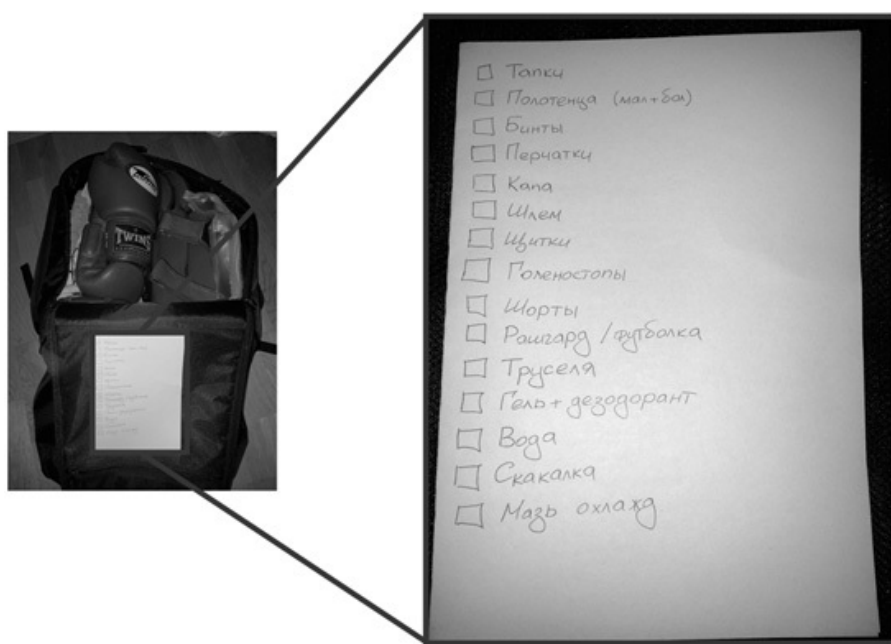 TWINS
Тапки
Полотенца (мал+бол)
Бинты
Перчатки
Капа
Шлем
Щитки
Голеностопы
Шорты
Рашгард / футболка
Труселя
Гель + дезодорант
Вода
Скакалка
Мазь охлажд